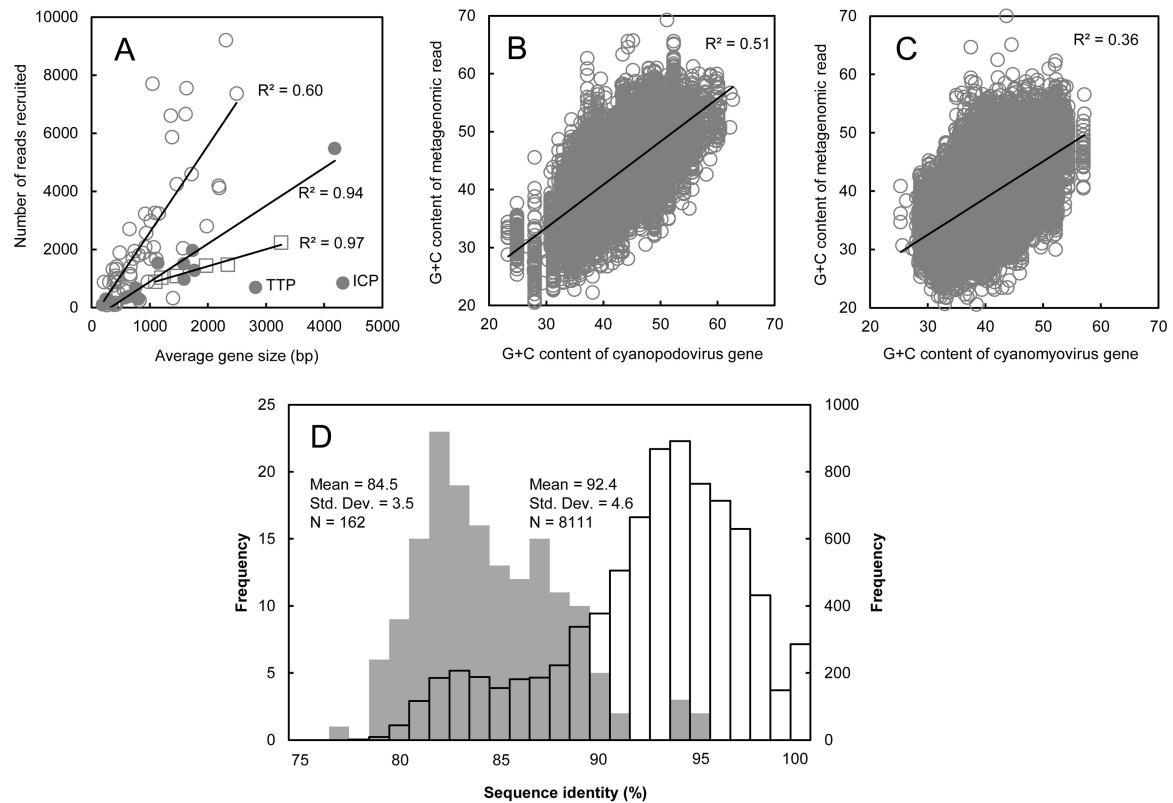 A
Number of reads recruited
10000
8000
6000
4000
2000
0
R² = 0.60
R² = 0.94
R² = 0.97
TTP
ICP
0 1000 2000 3000 4000 5000
Average gene size (bp)
B
G+C content of metagenomic read
70
60
50
40
30
20
R² = 0.51
20 30 40 50 60 70
G+C content of cyanopodovirus gene
C
G+C content of metagenomic read
70
60
50
40
30
20
R² = 0.36
20 30 40 50 60 70
G+C content of cyanomyovirus gene
D
Frequency
25
20
15
10
5
0
Mean = 84.5
Std. Dev. = 3.5
N = 162
Mean = 92.4
Std. Dev. = 4.6
N = 8111
1000
800
600
400
200
0
Frequency
75 80 85 90 95 100
Sequence identity (%)